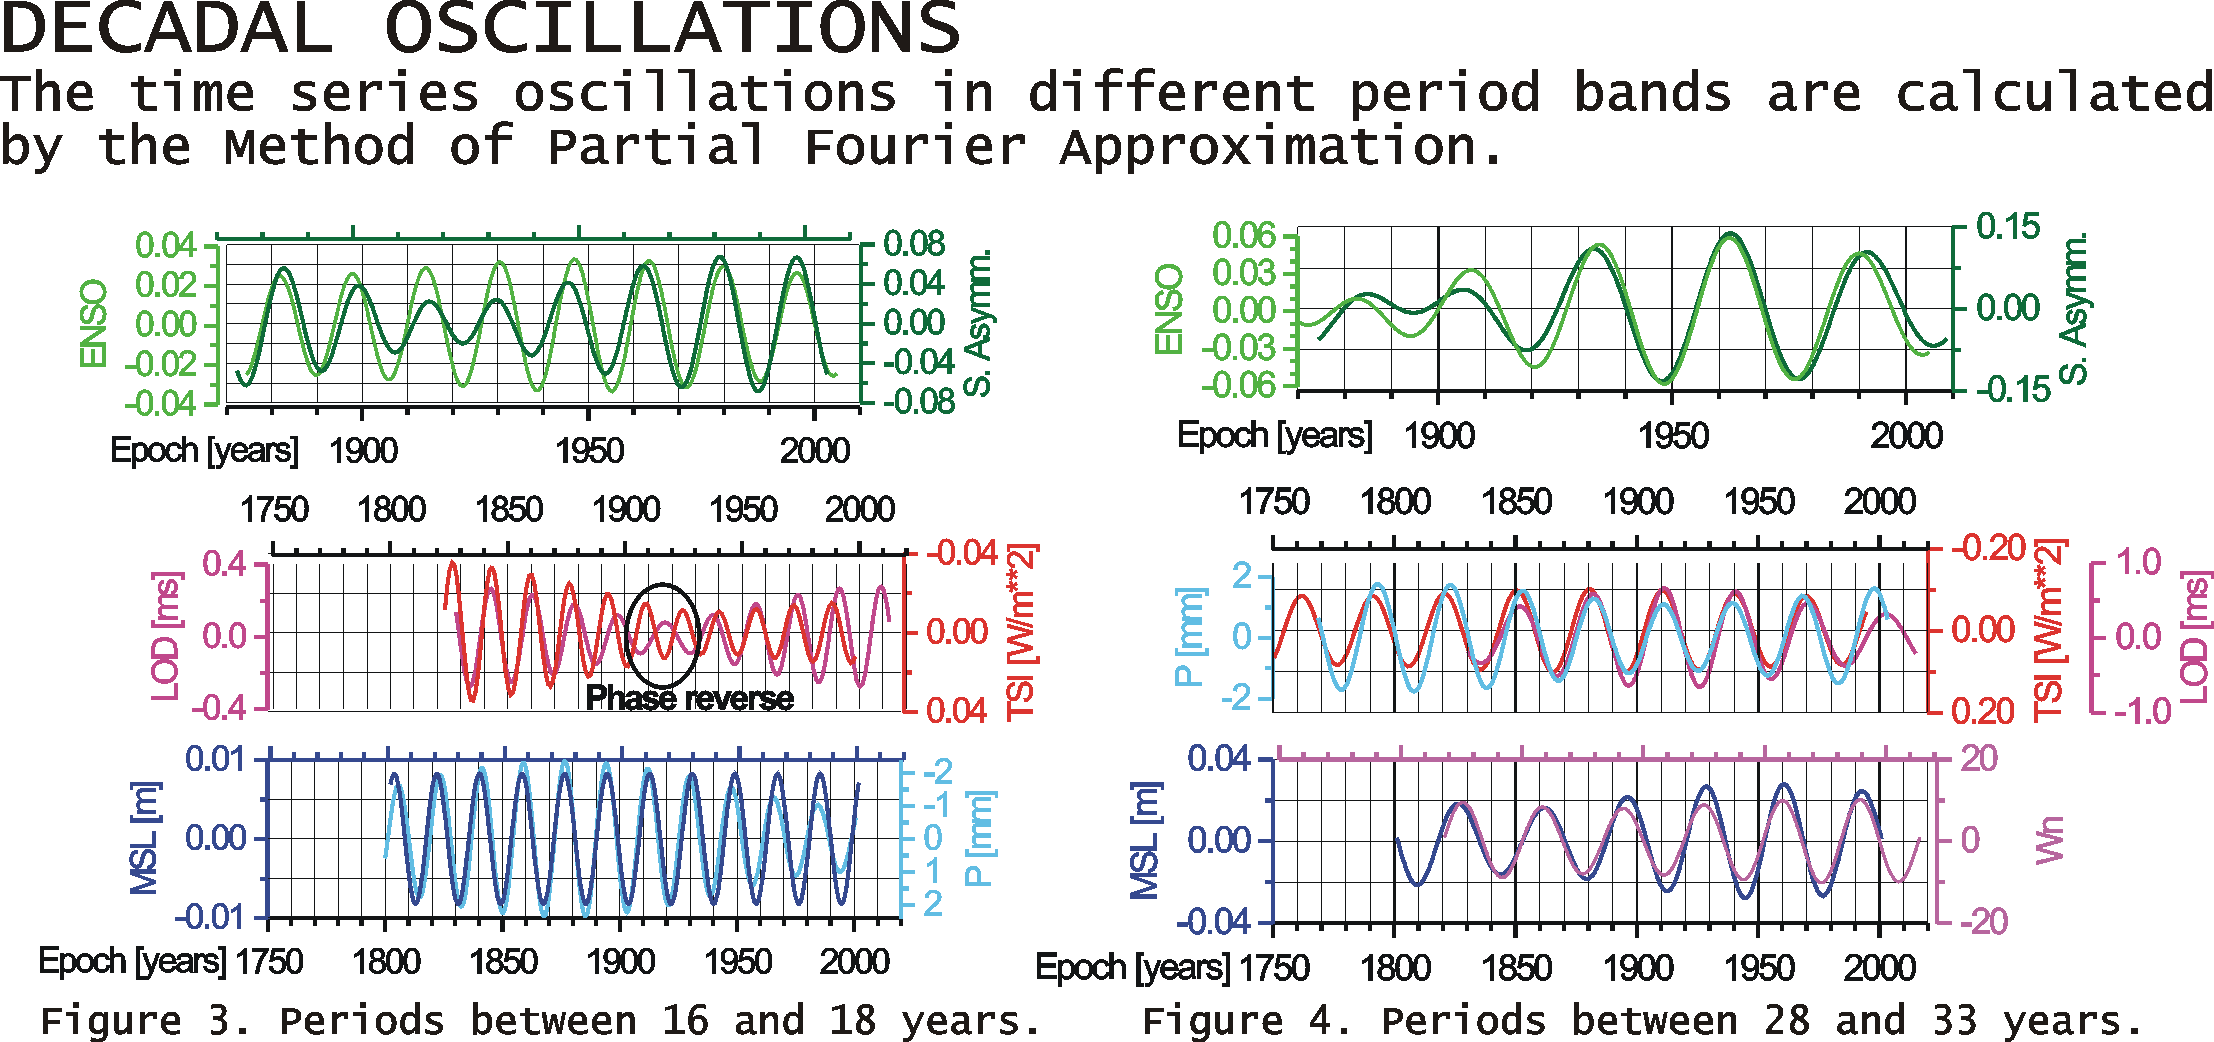 DECADAL OSCILLATIONS
The time series oscillations in different period bands are calculated
by the Method of Partial Fourier Approximation.
ENSO
0.04
0.02
0.00
-0.02
-0.04
0.08
0.04
0.00
-0.04
-0.08
S. Asymm.
Epoch [years] 1900 1950 2000
1750 1800 1850 1900 1950 2000
LOD [ms]
0.4
0.0
-0.4
-0.04
0.00
0.04
TSI [W/m**2]
Phase reverse
MSL [m]
0.01
0.00
-0.01
-2
-1
0
1
2
P [mm]
Epoch [years] 1750 1800 1850 1900 1950 2000
Figure 3. Periods between 16 and 18 years.
ENSO
0.06
0.03
0.00
-0.03
-0.06
0.15
0.00
-0.15
S. Asymm.
Epoch [years] 1900 1950 2000
1750 1800 1850 1900 1950 2000
P [mm]
2
0
-2
-0.20
0.00
0.20
TSI [W/m**2]
1.0
0.0
-1.0
LOD [ms]
MSL [m]
0.04
0.00
-0.04
20
0
-20
Wn
Epoch [years] 1750 1800 1850 1900 1950 2000
Figure 4. Periods between 28 and 33 years.